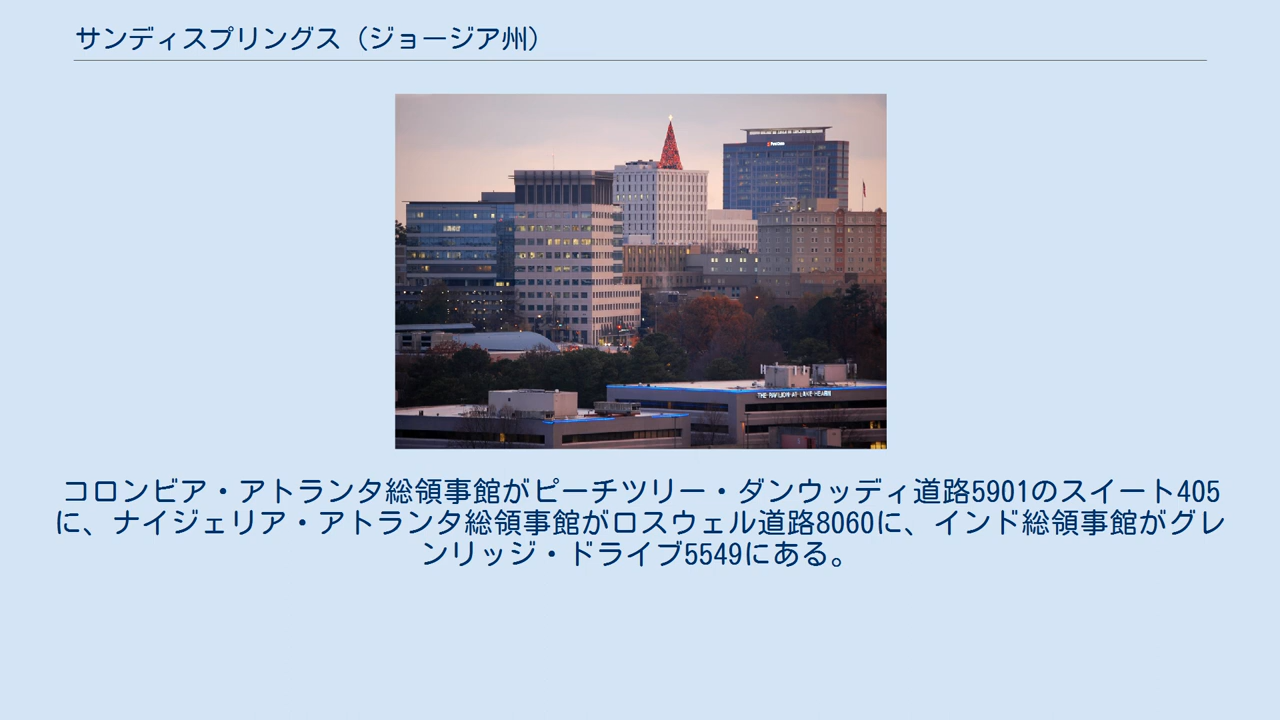 サンディスプリングス（ジョージア州）
THE PAVILION AT LAKE HEARN
コロンビア・アトランタ総領事館がピーチツリー・ダンウッディ道路5901のスイート405
に、ナイジェリア・アトランタ総領事館がロスウェル道路8060に、インド総領事館がグレ
ンリッジ・ドライブ5549にある。